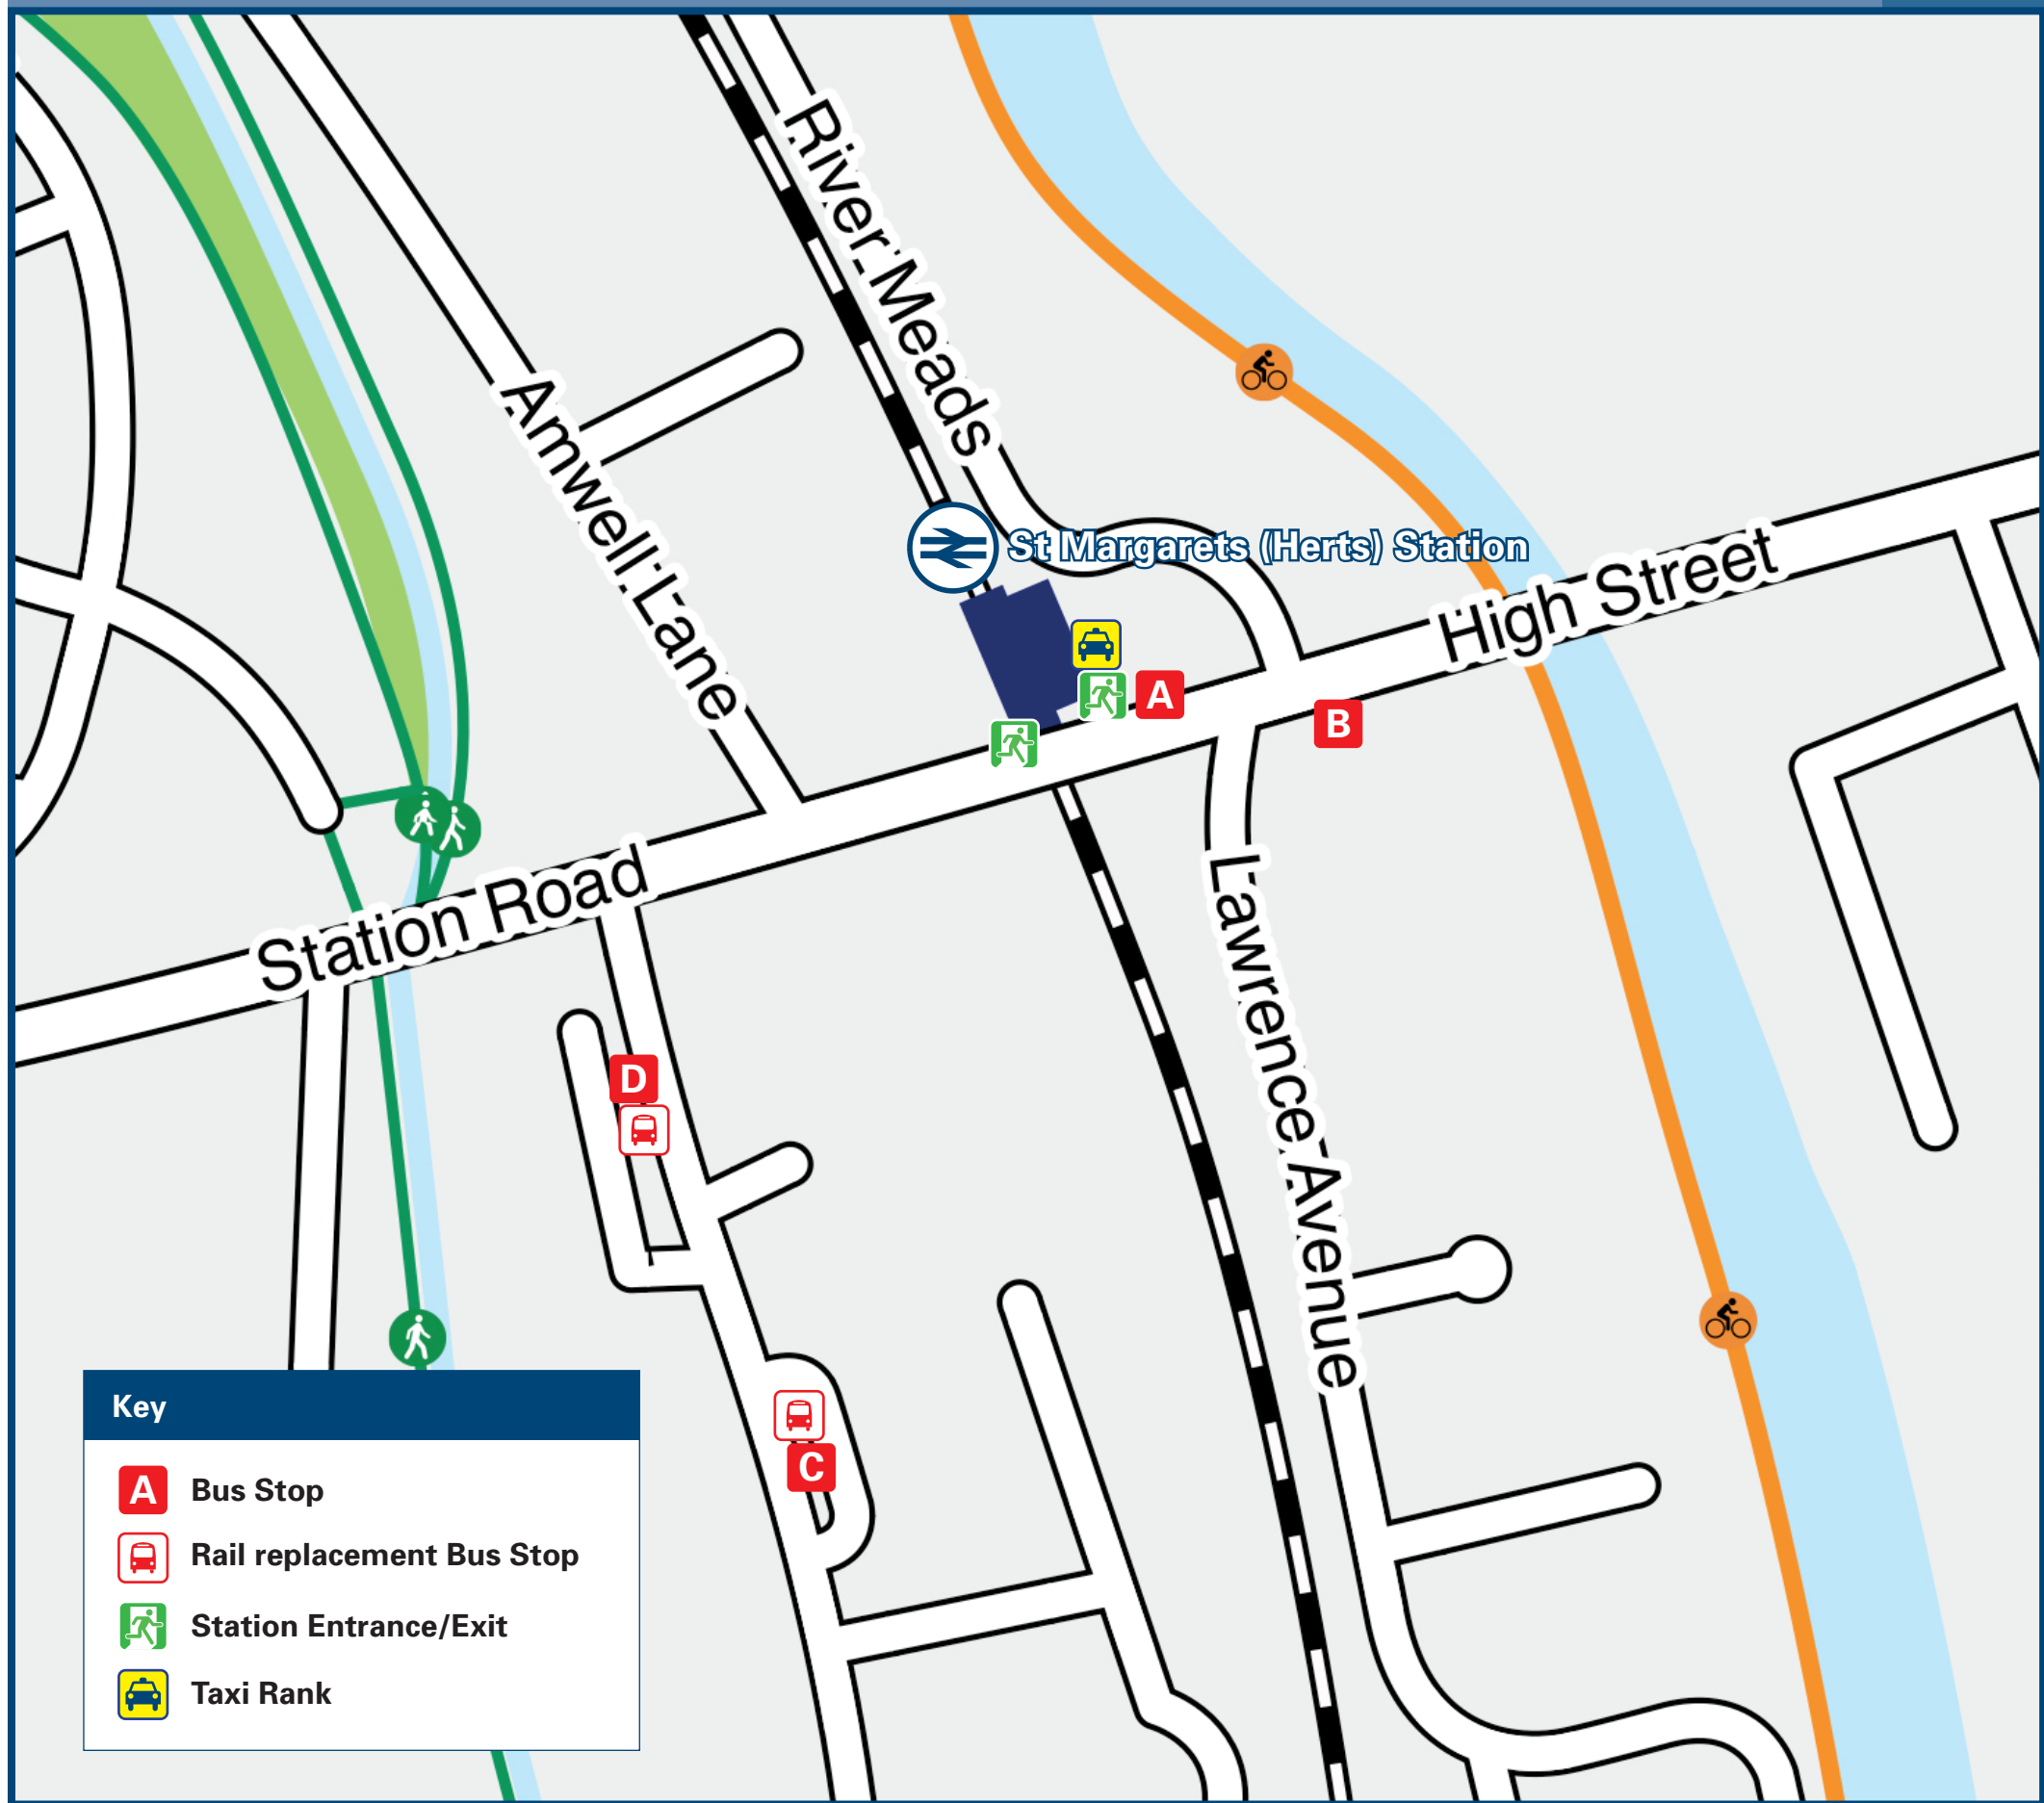 River Meads
Amwell Lane
St Margarets (Herts) Station
High Street
A
B
Station Road
Lawrence Avenue
D
C
Key
A Bus Stop
Rail replacement Bus Stop
Station Entrance/Exit
Taxi Rank